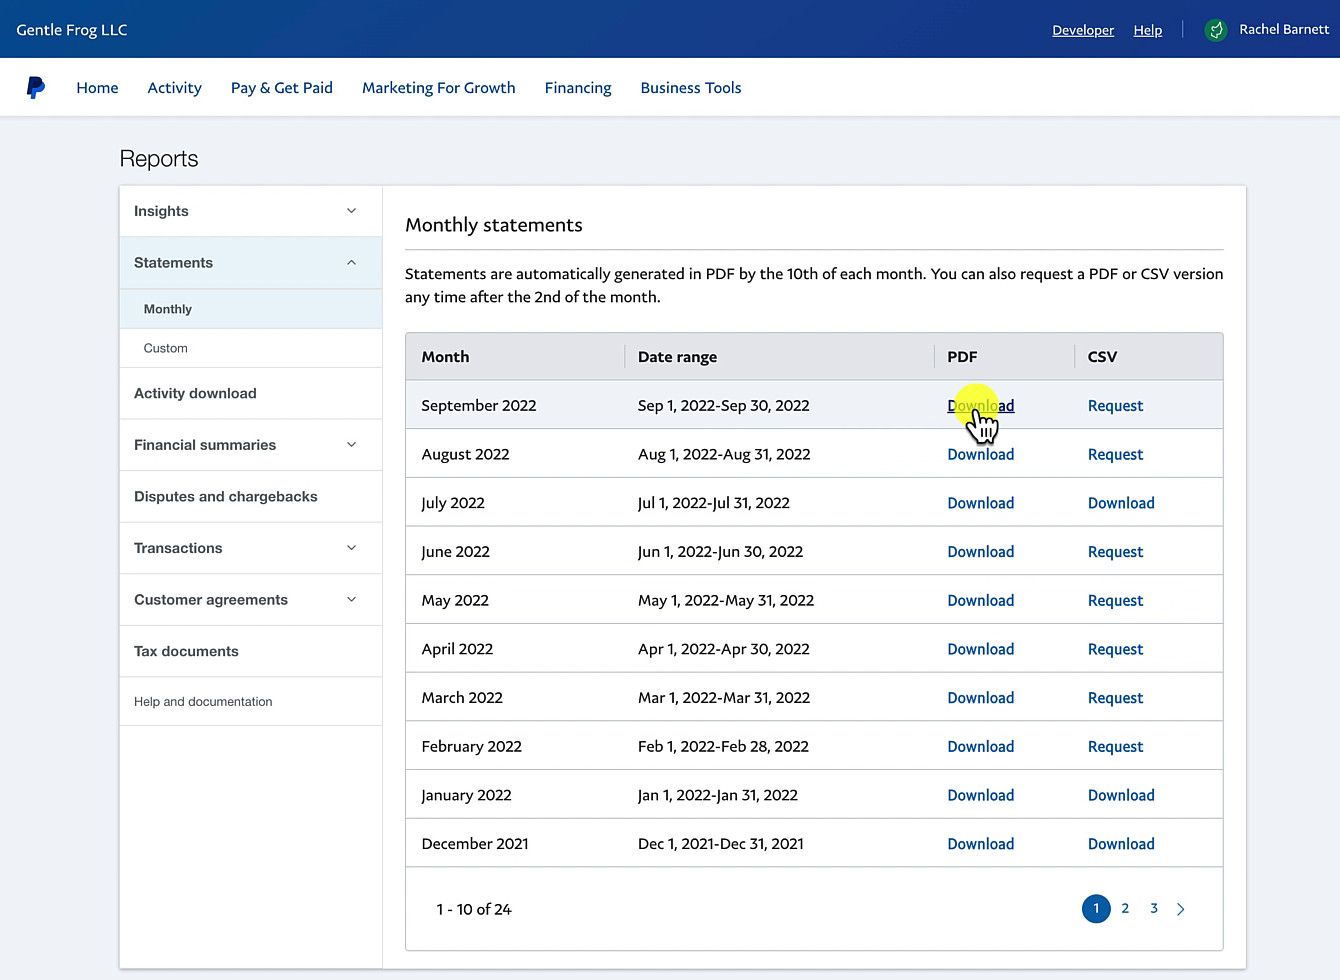 Gentle Frog LLC
Developer Help Rachel Barnett
Home Activity Pay & Get Paid Marketing For Growth Financing Business Tools
Reports
Insights
Statements
Monthly
Custom
Activity download
Financial summaries
Disputes and chargebacks
Transactions
Customer agreements
Tax documents
Help and documentation
Monthly statements
Statements are automatically generated in PDF by the 10th of each month. You can also request a PDF or CSV version
any time after the 2nd of the month.
Month Date range PDF CSV
September 2022 Sep 1, 2022-Sep 30, 2022 Download Request
August 2022 Aug 1, 2022-Aug 31, 2022 Download Request
July 2022 Jul 1, 2022-Jul 31, 2022 Download Download
June 2022 Jun 1, 2022-Jun 30, 2022 Download Request
May 2022 May 1, 2022-May 31, 2022 Download Request
April 2022 Apr 1, 2022-Apr 30, 2022 Download Request
March 2022 Mar 1, 2022-Mar 31, 2022 Download Request
February 2022 Feb 1, 2022-Feb 28, 2022 Download Request
January 2022 Jan 1, 2022-Jan 31, 2022 Download Download
December 2021 Dec 1, 2021-Dec 31, 2021 Download Download
1 - 10 of 24 1 2 3